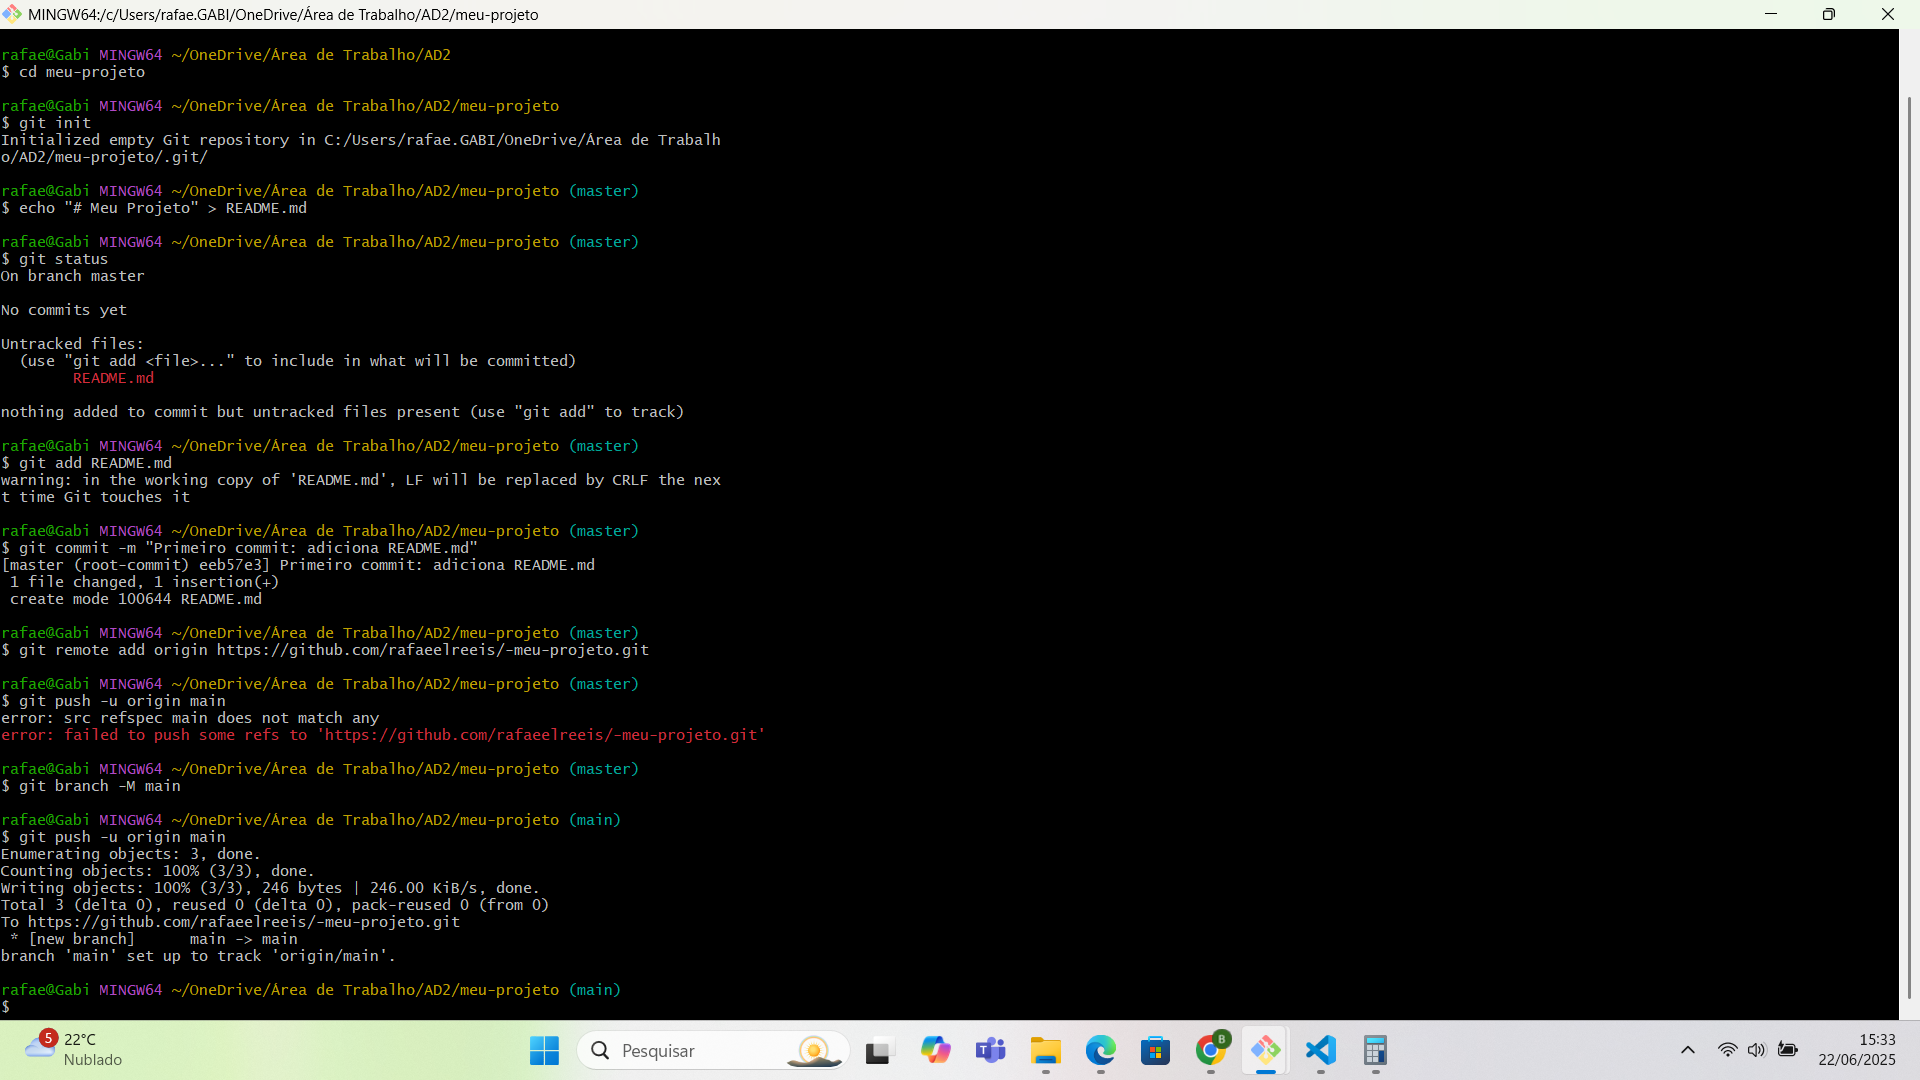 MINGW64:/c/Users/rafae.GABI/OneDrive/Área de Trabalho/AD2/meu-projeto
rafae@Gabi MINGW64 ~/OneDrive/Área de Trabalho/AD2
$ cd meu-projeto
rafae@Gabi MINGW64 ~/OneDrive/Área de Trabalho/AD2/meu-projeto
$ git init
Initialized empty Git repository in C:/Users/rafae.GABI/OneDrive/Área de Trabalh
o/AD2/meu-projeto/.git/
rafae@Gabi MINGW64 ~/OneDrive/Área de Trabalho/AD2/meu-projeto (master)
$ echo "# Meu Projeto" > README.md
rafae@Gabi MINGW64 ~/OneDrive/Área de Trabalho/AD2/meu-projeto (master)
$ git status
On branch master
No commits yet
Untracked files:
  (use "git add <file>..." to include in what will be committed)
        README.md
nothing added to commit but untracked files present (use "git add" to track)
rafae@Gabi MINGW64 ~/OneDrive/Área de Trabalho/AD2/meu-projeto (master)
$ git add README.md
warning: in the working copy of 'README.md', LF will be replaced by CRLF the nex
t time Git touches it
rafae@Gabi MINGW64 ~/OneDrive/Área de Trabalho/AD2/meu-projeto (master)
$ git commit -m "Primeiro commit: adiciona README.md"
[master (root-commit) eeb57e3] Primeiro commit: adiciona README.md
 1 file changed, 1 insertion(+)
 create mode 100644 README.md
rafae@Gabi MINGW64 ~/OneDrive/Área de Trabalho/AD2/meu-projeto (master)
$ git remote add origin https://github.com/rafaeelreeis/-meu-projeto.git
rafae@Gabi MINGW64 ~/OneDrive/Área de Trabalho/AD2/meu-projeto (master)
$ git push -u origin main
error: src refspec main does not match any
error: failed to push some refs to 'https://github.com/rafaeelreeis/-meu-projeto.git'
rafae@Gabi MINGW64 ~/OneDrive/Área de Trabalho/AD2/meu-projeto (master)
$ git branch -M main
rafae@Gabi MINGW64 ~/OneDrive/Área de Trabalho/AD2/meu-projeto (main)
$ git push -u origin main
Enumerating objects: 3, done.
Counting objects: 100% (3/3), done.
Writing objects: 100% (3/3), 246 bytes | 246.00 KiB/s, done.
Total 3 (delta 0), reused 0 (delta 0), pack-reused 0 (from 0)
To https://github.com/rafaeelreeis/-meu-projeto.git
 * [new branch]      main -> main
branch 'main' set up to track 'origin/main'.
rafae@Gabi MINGW64 ~/OneDrive/Área de Trabalho/AD2/meu-projeto (main)
$
5
22°C
Nublado
Pesquisar
B
15:33
22/06/2025